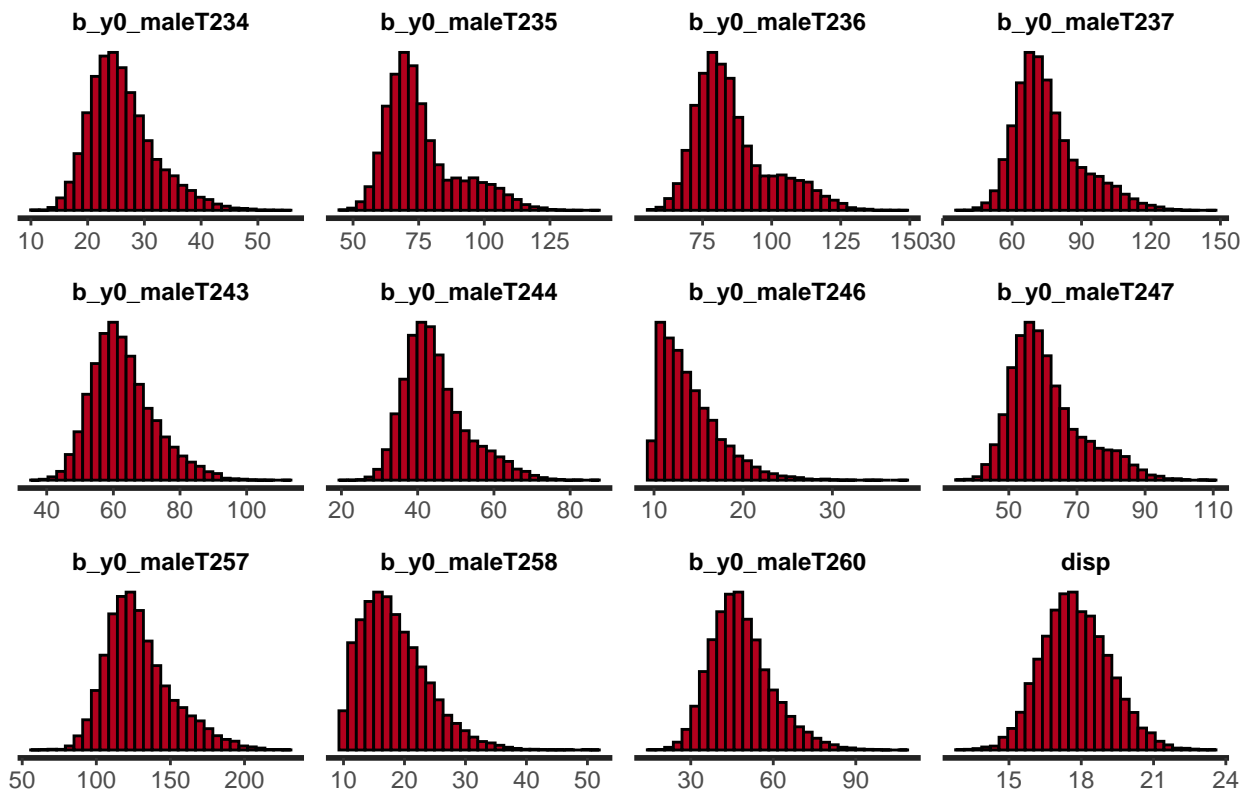 b_y0_maleT234 b_y0_maleT235 b_y0_maleT236 b_y0_maleT237
10 20 30 40 50 50 75 100 125 75 100 125 150 30 60 90 120 150
b_y0_maleT243 b_y0_maleT244 b_y0_maleT246 b_y0_maleT247
40 60 80 100 20 40 60 80 10 20 30 50 70 90 110
b_y0_maleT257 b_y0_maleT258 b_y0_maleT260 disp
50 100 150 200 10 20 30 40 50 30 60 90 15 18 21 24